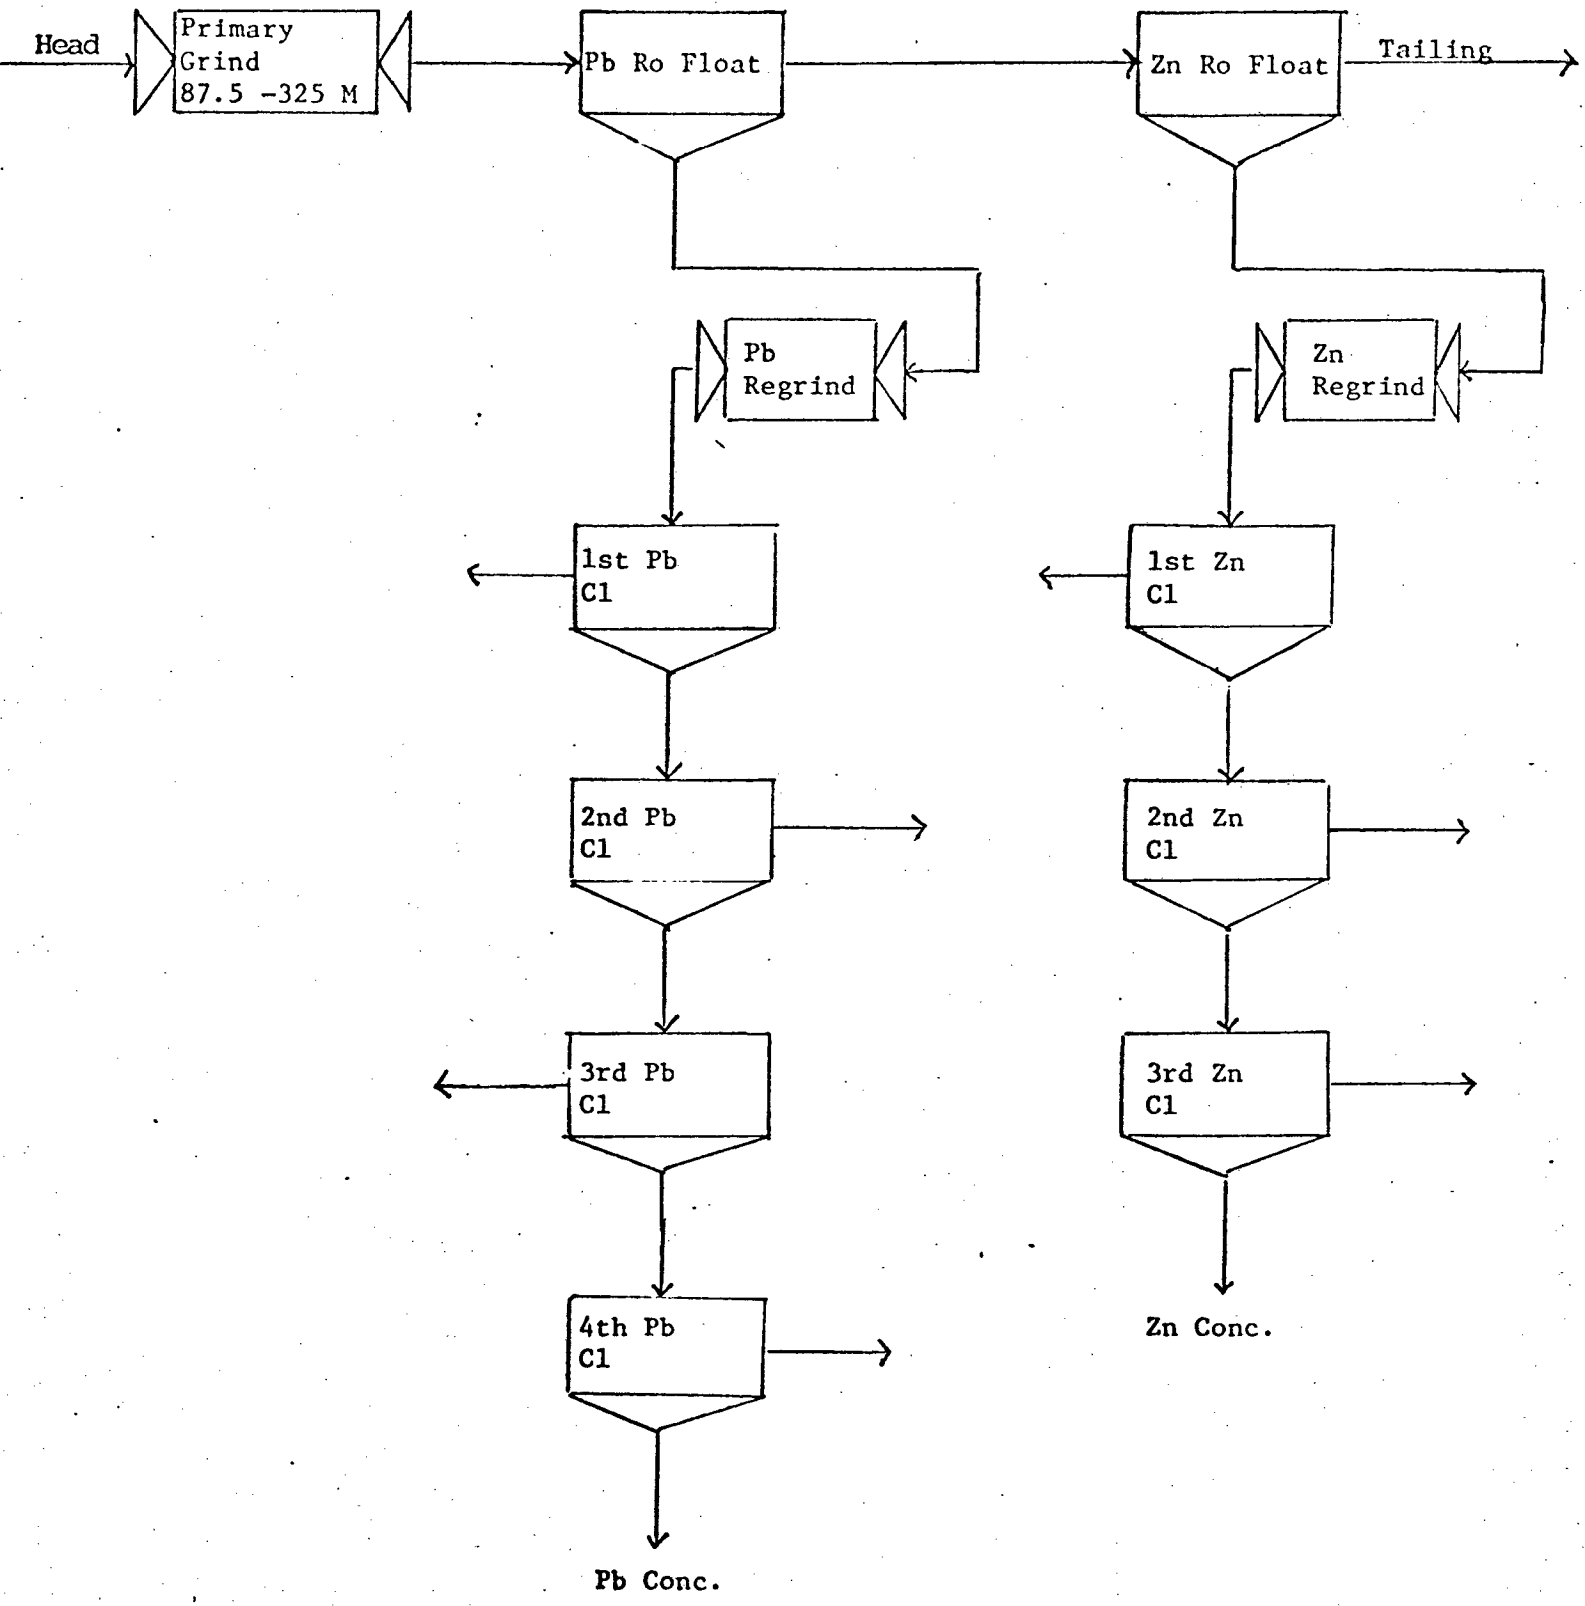 Head
Primary
Grind
87.5 -325 M
Pb Ro Float
Zn Ro Float
Tailing
Pb
Regrind
Zn
Regrind
1st Pb
Cl
1st Zn
Cl
2nd Pb
Cl
2nd Zn
Cl
3rd Pb
Cl
3rd Zn
Cl
4th Pb
Cl
Zn Conc.
Pb Conc.